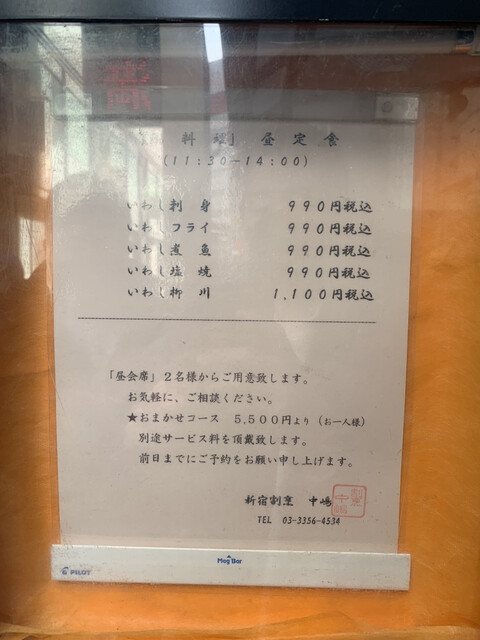 料 理」 昼 定 食
(11:30－14:00)
いわし刺 身 990円税込
いわしフライ 990円税込
いわし煮 魚 990円税込
いわし塩 焼 990円税込
いわし柳 川 1,100円税込
「昼会席」2名様からご用意致します。
お気軽に、ご相談ください。
★おまかせコース 5,500円より（お一人様）
別途サービス料を頂戴致します。
前日までにご予約をお願い申し上げます。
新宿割烹 中嶋
割烹
中嶋
TEL 03-3356-4534
Mag Bar
PILOT